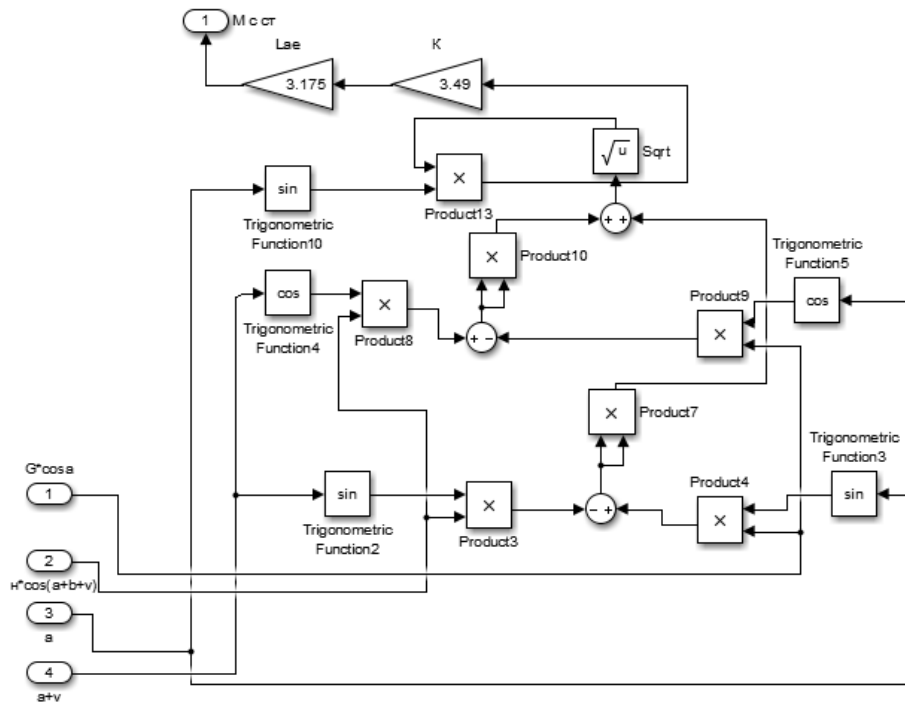 1 М с ст
Lae
K
3.175
3.49
√u Sqrt
×
Product13
sin
Trigonometric
Function10
+ +
×
Product10
Trigonometric
Function5
cos
cos
Trigonometric
Function4
×
Product8
+ -
Product9
×
×
Product7
Trigonometric
Function3
G*cosa
1
sin
Trigonometric
Function2
×
Product3
- +
Product4
×
sin
2
н*cos(a+b+v)
3
a
4
a+v